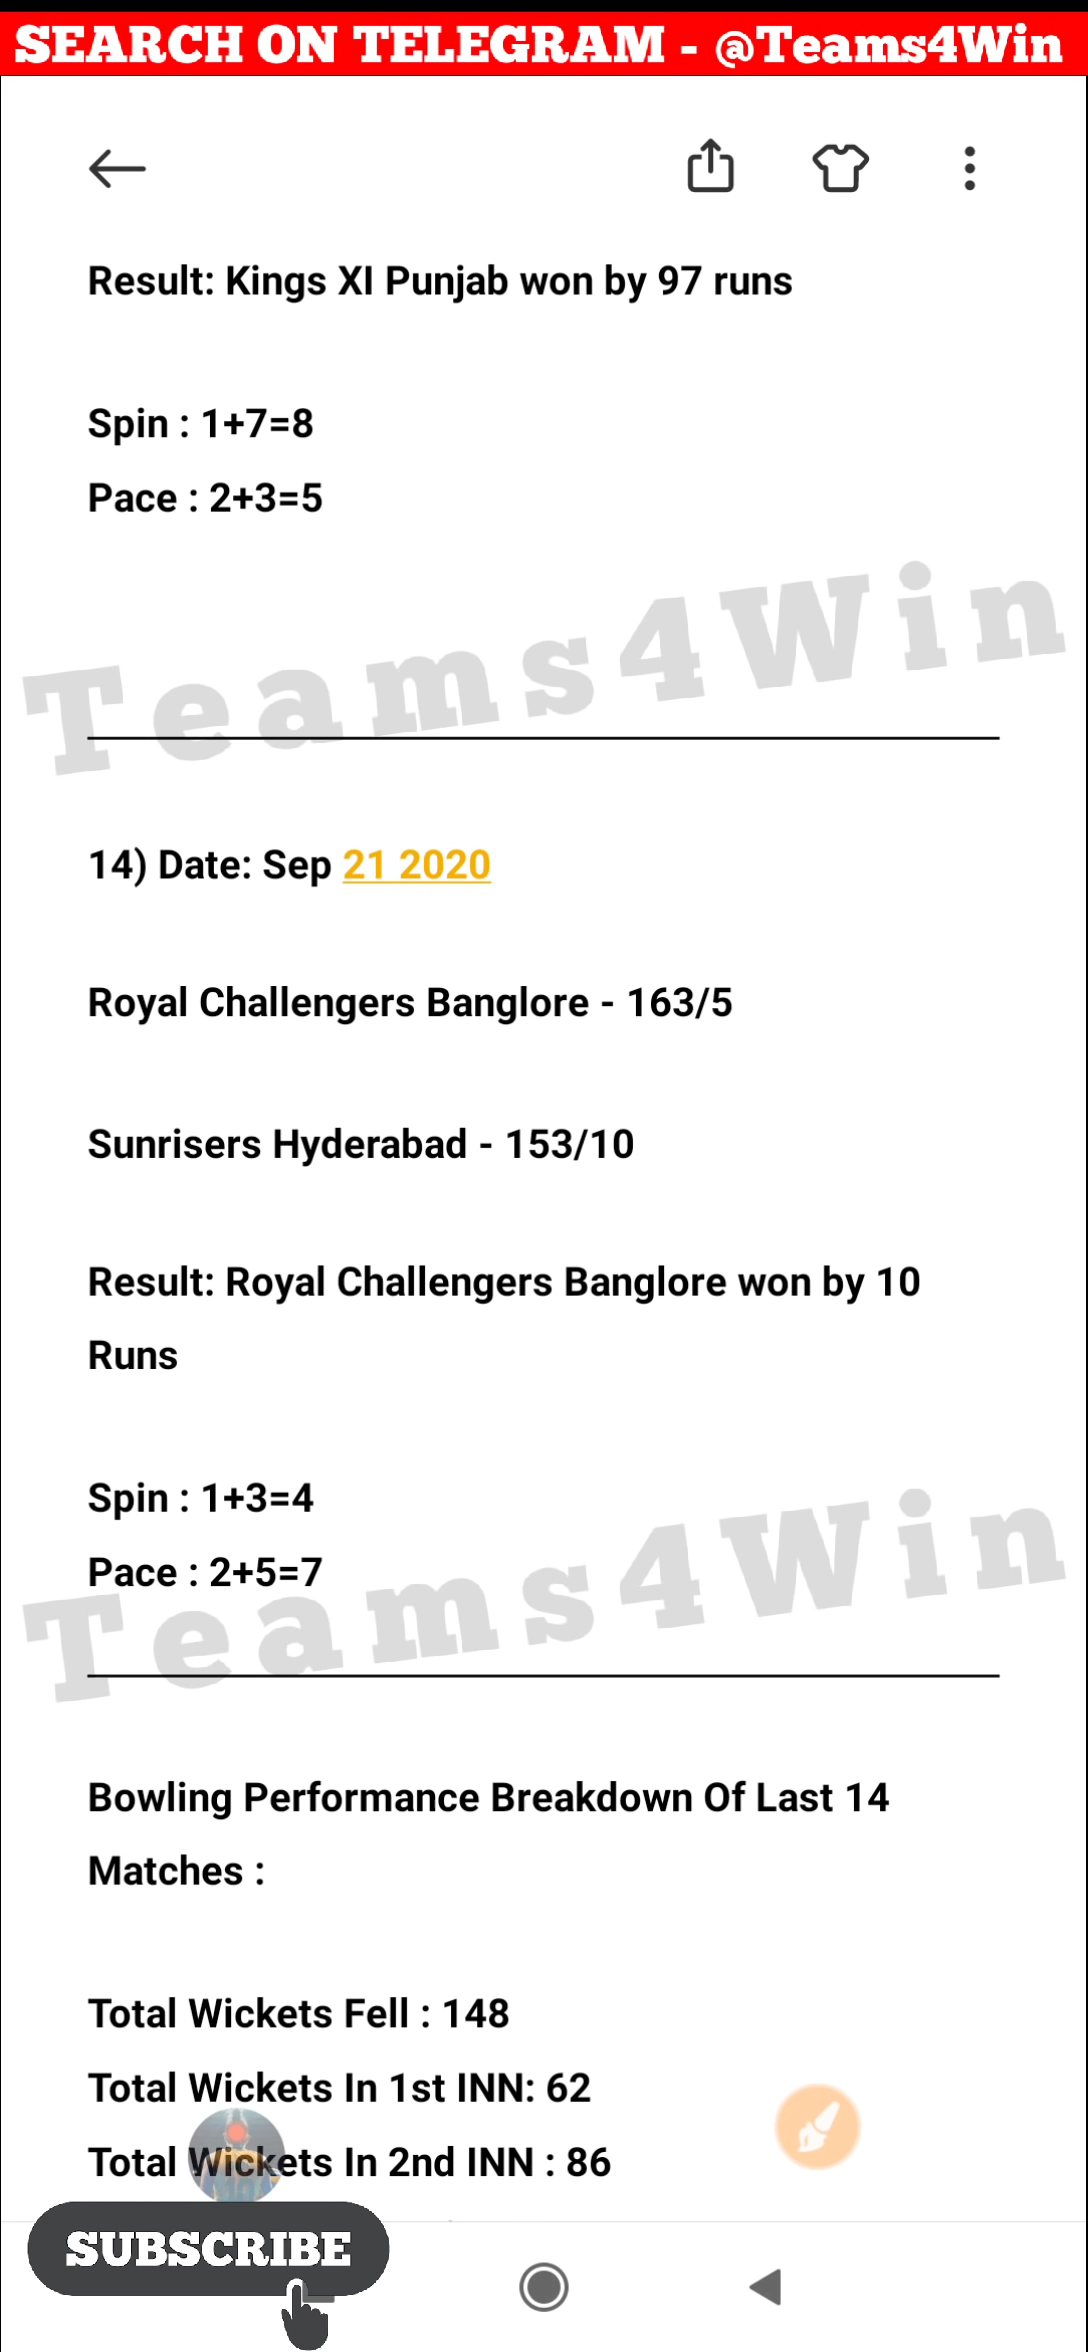 SEARCH ON TELEGRAM - @Teams4Win
Result: Kings XI Punjab won by 97 runs
Spin : 1+7=8
Pace : 2+3=5
Teams4Win
14) Date: Sep 21 2020
Royal Challengers Banglore - 163/5
Sunrisers Hyderabad - 153/10
Result: Royal Challengers Banglore won by 10
Runs
Spin : 1+3=4
Pace : 2+5=7
Teams4Win
Bowling Performance Breakdown Of Last 14
Matches :
Total Wickets Fell : 148
Total Wickets In 1st INN: 62
Total Wickets In 2nd INN : 86
SUBSCRIBE